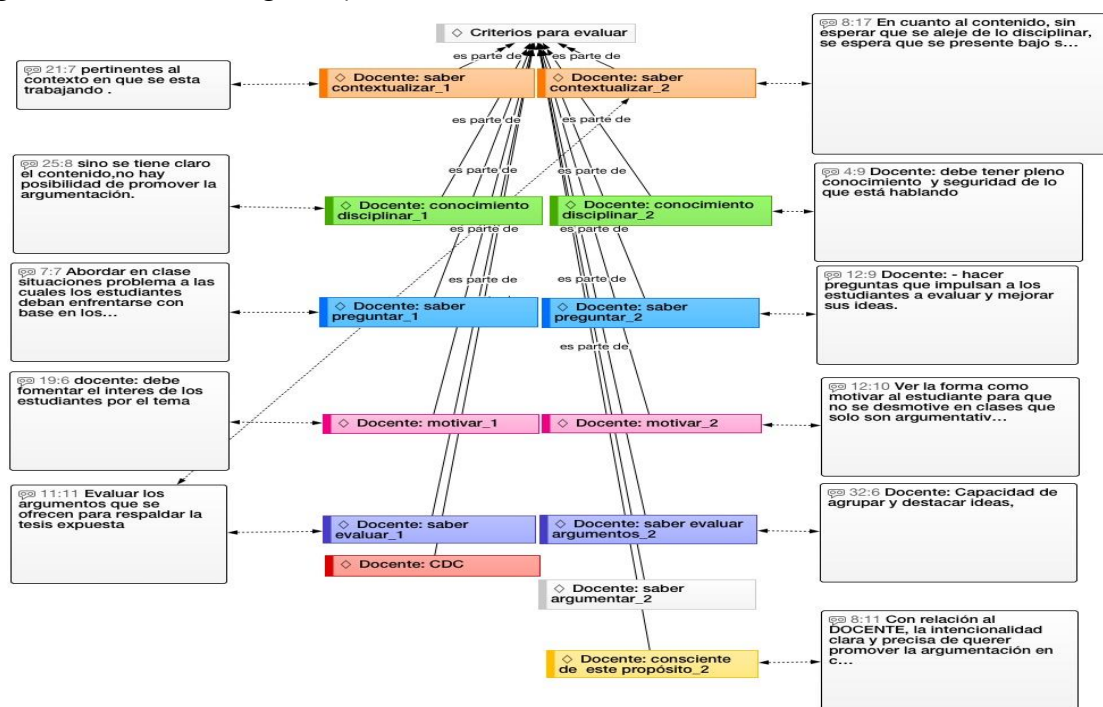 ◇ Criterios para evaluar
es parte de es parte de
21:7 pertinentes al
contexto en que se esta
trabajando .
◇ Docente: saber
contextualizar_1
◇ Docente: saber
contextualizar_2
8:17 En cuanto al contenido, sin
esperar que se aleje de lo disciplinar,
se espera que se presente bajo s...
es parte de es parte de
25:8 sino se tiene claro
el contenido,no hay
posibilidad de promover la
argumentación.
es parte de es parte de
◇ Docente: conocimiento
disciplinar_1
◇ Docente: conocimiento
disciplinar_2
4:9 Docente: debe tener pleno
conocimiento y seguridad de lo
que está hablando
es parte de es parte de
7:7 Abordar en clase
situaciones problema a las
cuales los estudiantes
deban enfrentarse con
base en los...
es parte de es parte de
◇ Docente: saber
preguntar_1
◇ Docente: saber
preguntar_2
12:9 Docente: - hacer
preguntas que impulsan a los
estudiantes a evaluar y mejorar
sus ideas.
es parte de
19:6 docente: debe
fomentar el interes de los
estudiantes por el tema
◇ Docente: motivar_1
◇ Docente: motivar_2
12:10 Ver la forma como
motivar al estudiante para que
no se desmotive en clases que
solo son argumentativ...
11:11 Evaluar los
argumentos que se
ofrecen para respaldar la
tesis expuesta
◇ Docente: saber
evaluar_1
◇ Docente: saber evaluar
argumentos_2
32:6 Docente: Capacidad de
agrupar y destacar ideas,
◇ Docente: CDC
◇ Docente: saber
argumentar_2
◇ Docente: consciente
de este propósito_2
8:11 Con relación al
DOCENTE, la intencionalidad
clara y precisa de querer
promover la argumentación en
c...